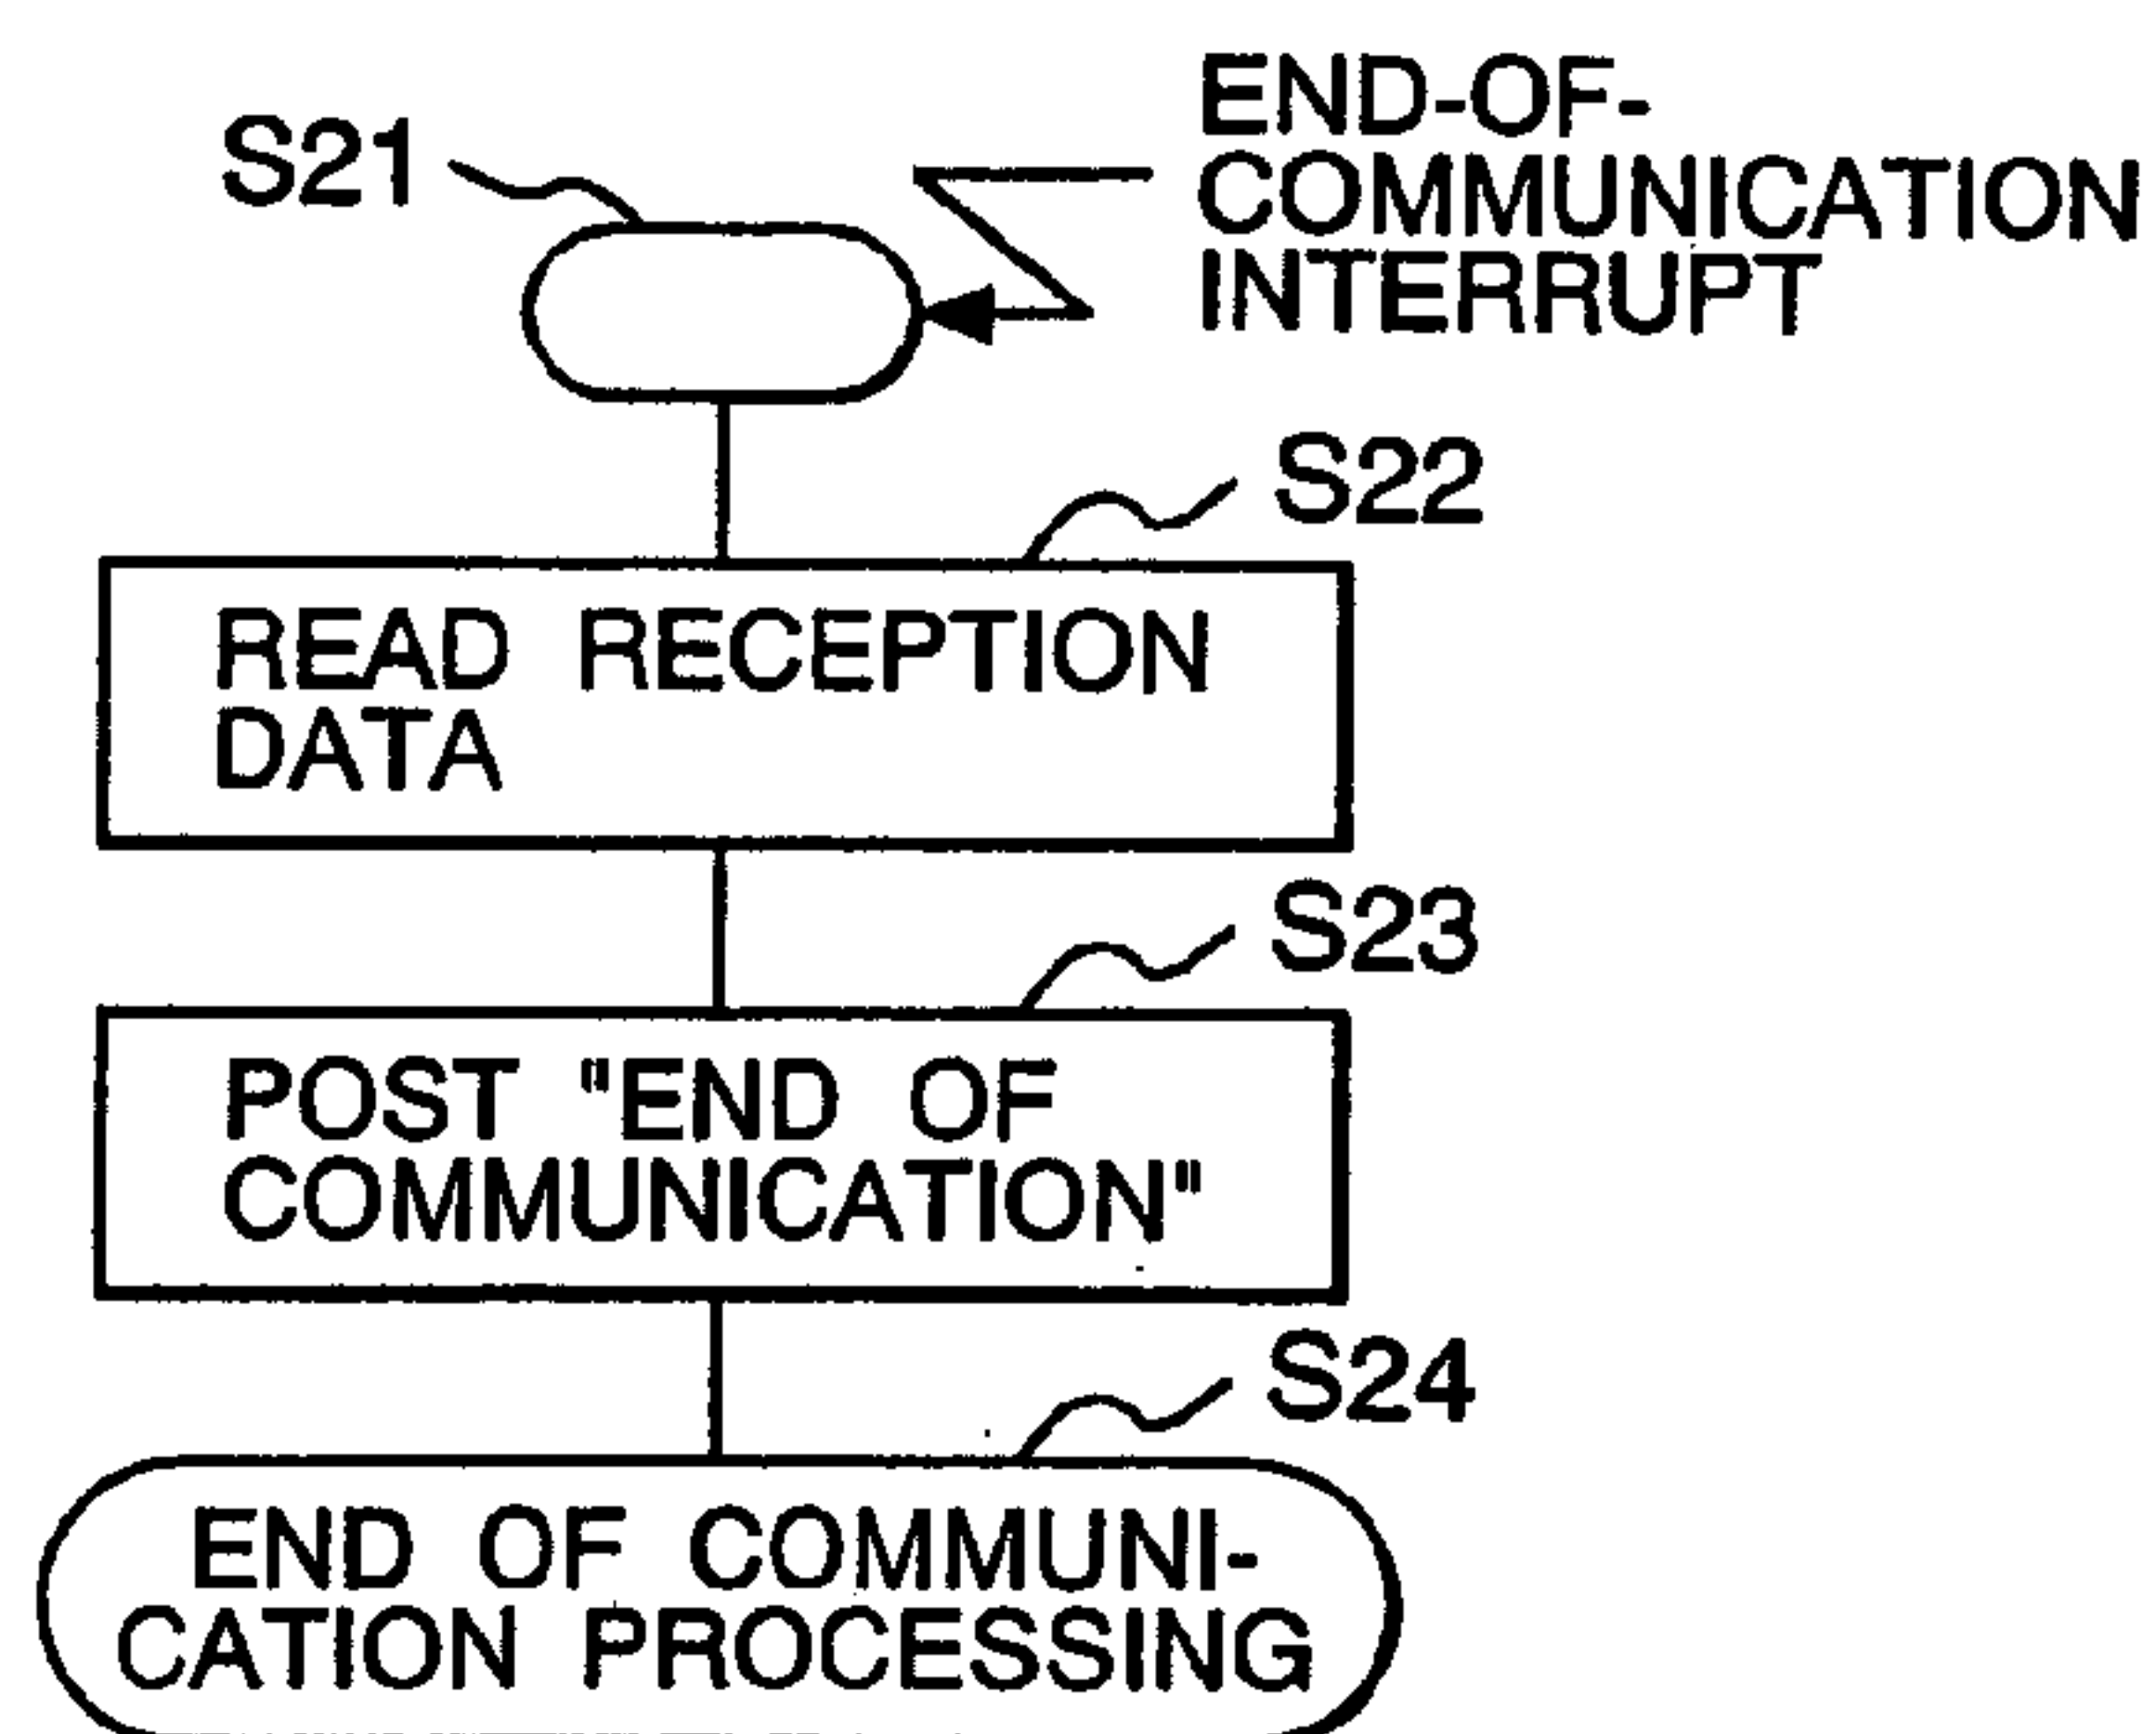 S21
END-OF-
COMMUNICATION
INTERRUPT
S22
READ RECEPTION
DATA
S23
POST "END OF
COMMUNICATION"
S24
END OF COMMUNI-
CATION PROCESSING